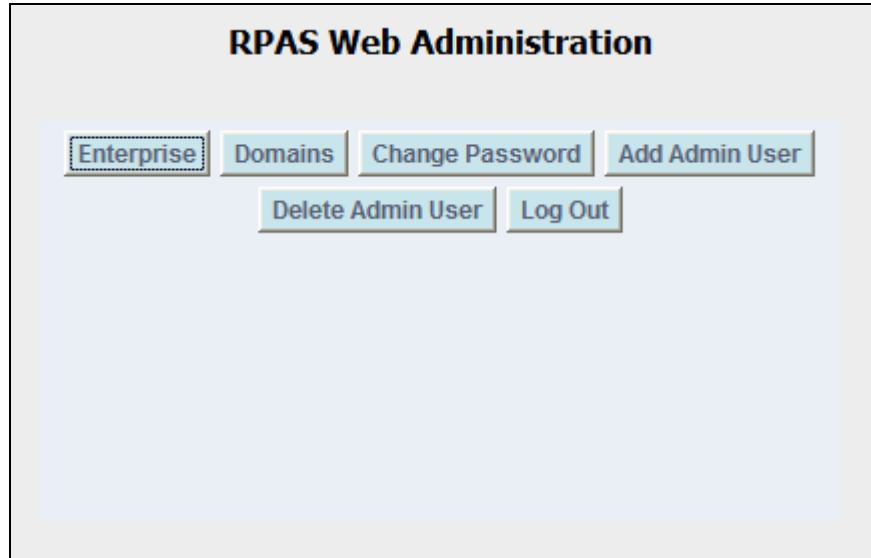 RPAS Web Administration
Enterprise Domains Change Password Add Admin User
Delete Admin User Log Out